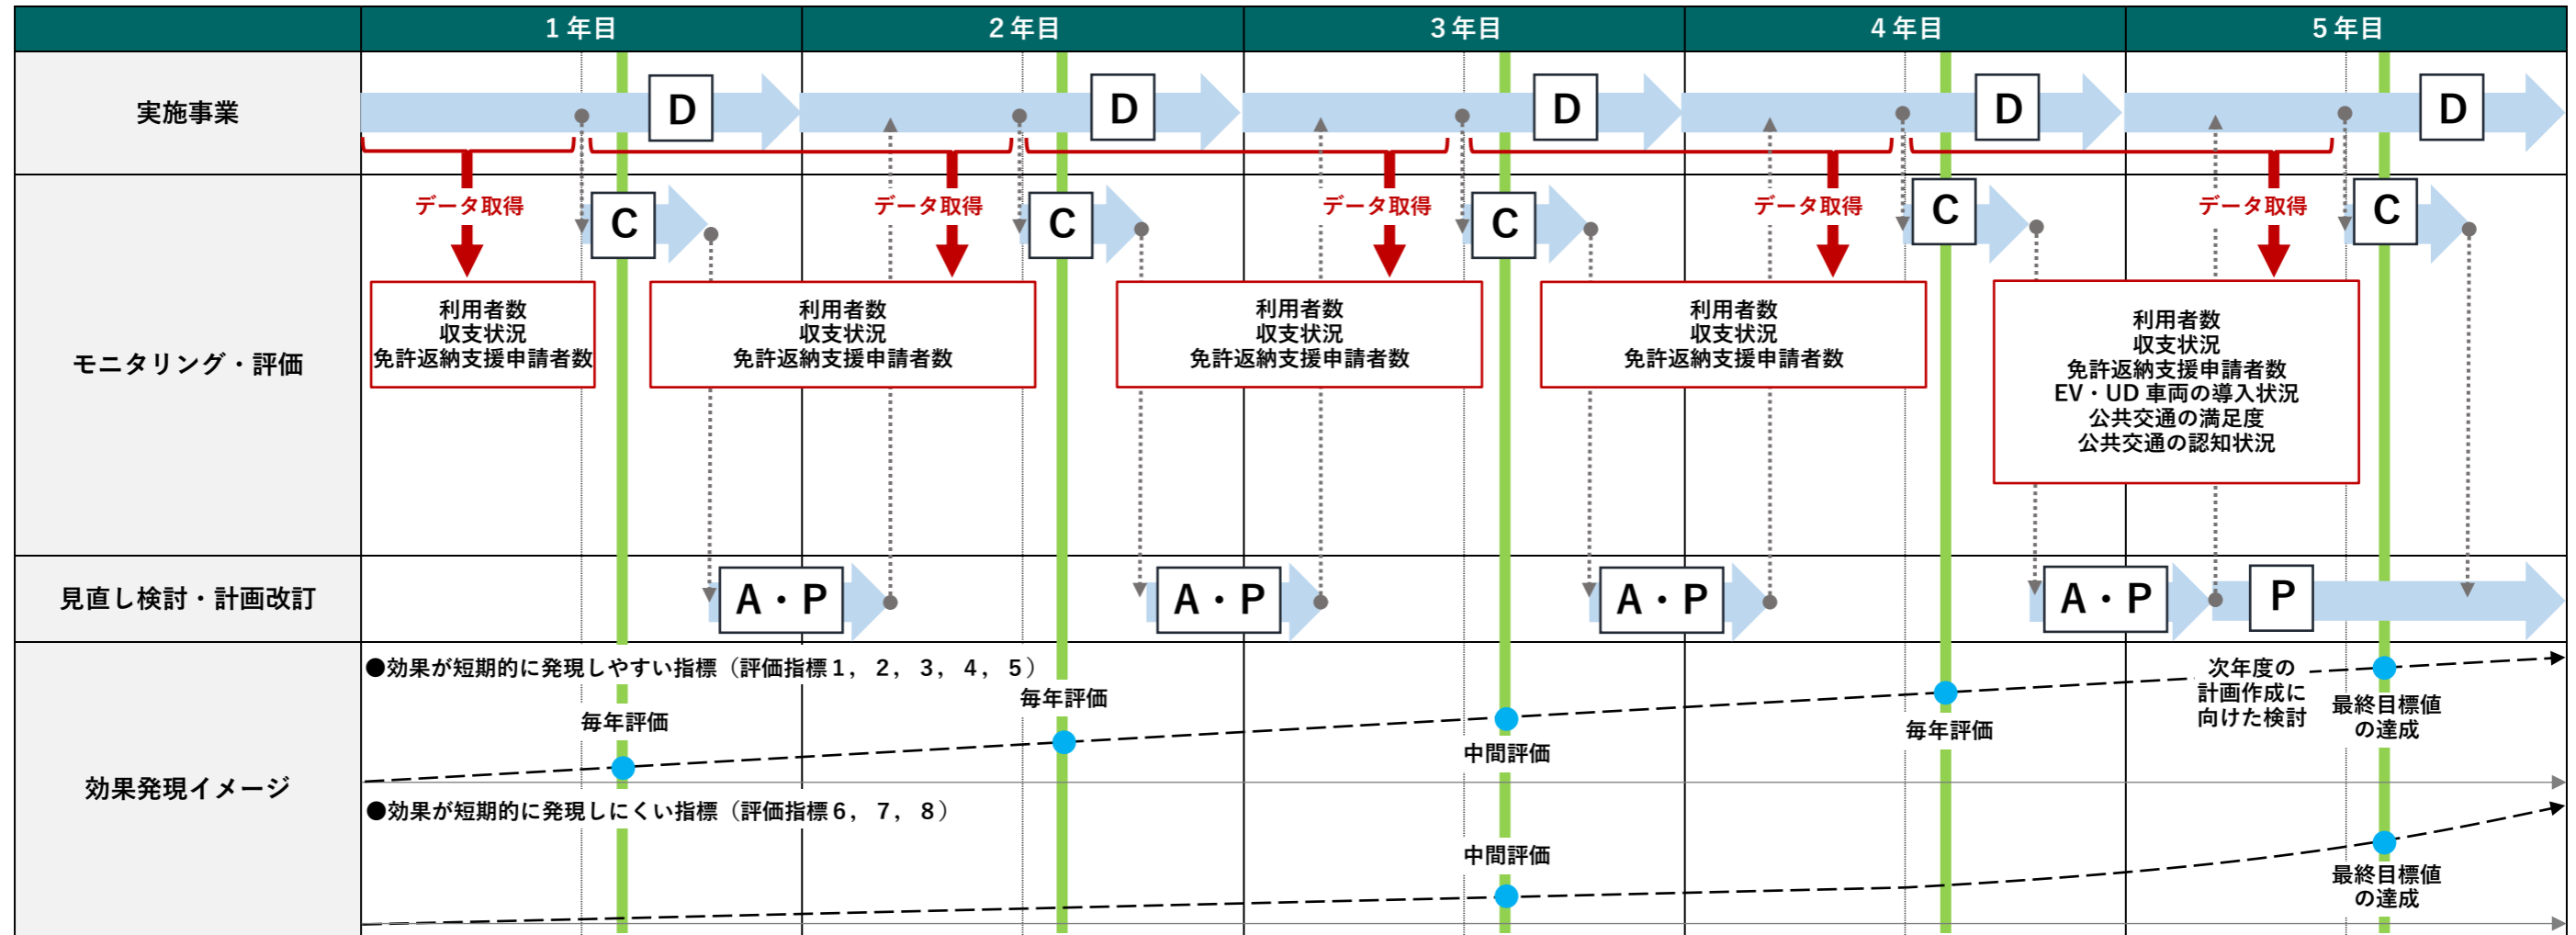 1年目
2年目
3年目
4年目
5年目
実施事業
D
D
D
D
D
モニタリング・評価
データ取得
C
データ取得
C
データ取得
C
データ取得
C
データ取得
C
利用者数
収支状況
免許返納支援申請者数
利用者数
収支状況
免許返納支援申請者数
利用者数
収支状況
免許返納支援申請者数
利用者数
収支状況
免許返納支援申請者数
利用者数
収支状況
免許返納支援申請者数
EV・UD 車両の導入状況
公共交通の満足度
公共交通の認知状況
見直し検討・計画改訂
A・P
A・P
A・P
A・P
P
効果発現イメージ
●効果が短期的に発現しやすい指標（評価指標1, 2, 3, 4, 5）
毎年評価
毎年評価
中間評価
毎年評価
次年度の
計画作成に
向けた検討
最終目標値
の達成
●効果が短期的に発現しにくい指標（評価指標6, 7, 8）
中間評価
最終目標値
の達成